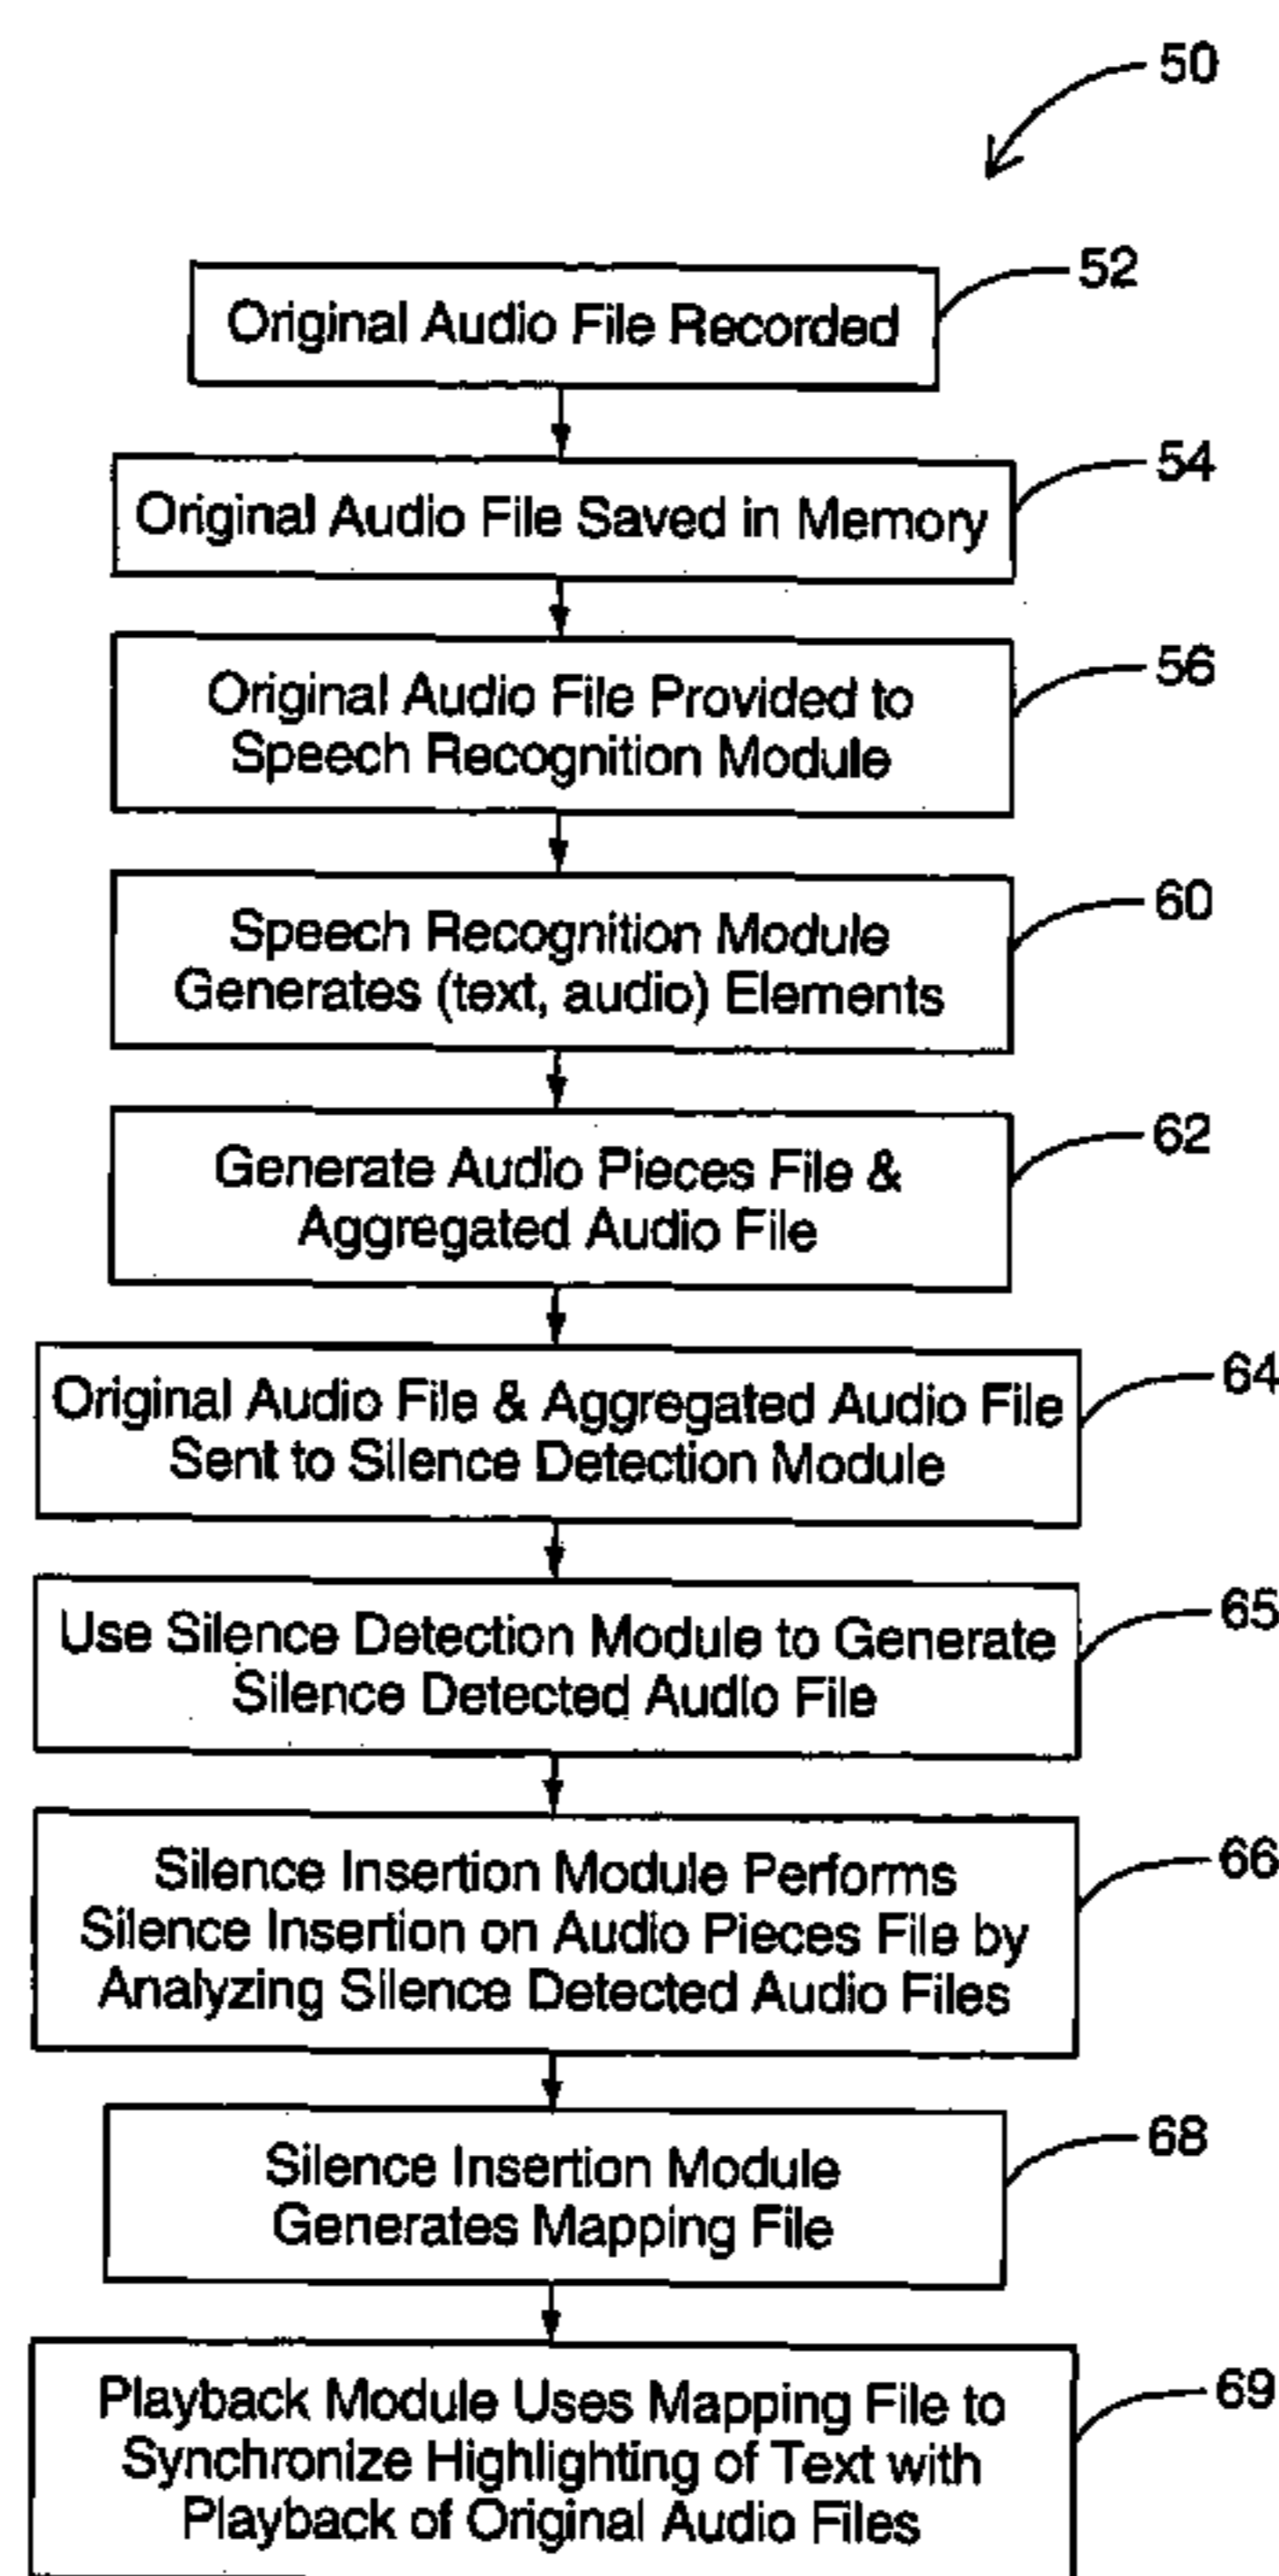 50
52
Original Audio File Recorded
54
Original Audio File Saved in Memory
56
Original Audio File Provided to
Speech Recognition Module
60
Speech Recognition Module
Generates (text, audio) Elements
62
Generate Audio Pieces File &
Aggregated Audio File
64
Original Audio File & Aggregated Audio File
Sent to Silence Detection Module
65
Use Silence Detection Module to Generate
Silence Detected Audio File
66
Silence Insertion Module Performs
Silence Insertion on Audio Pieces File by
Analyzing Silence Detected Audio Files
68
Silence Insertion Module
Generates Mapping File
69
Playback Module Uses Mapping File to
Synchronize Highlighting of Text with
Playback of Original Audio Files